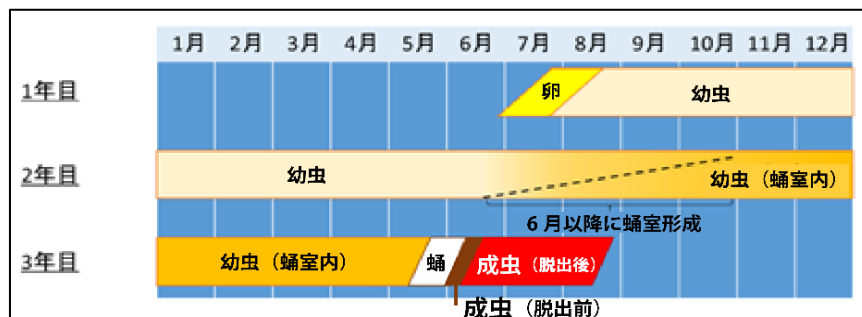 1月 2月 3月 4月 5月 6月 7月 8月 9月 10月 11月 12月
1年目 卵 幼虫
2年目 幼虫 幼虫（蛹室内）
6月以降に蛹室形成
3年目 幼虫（蛹室内） 蛹 成虫（脱出後）
成虫（脱出前）